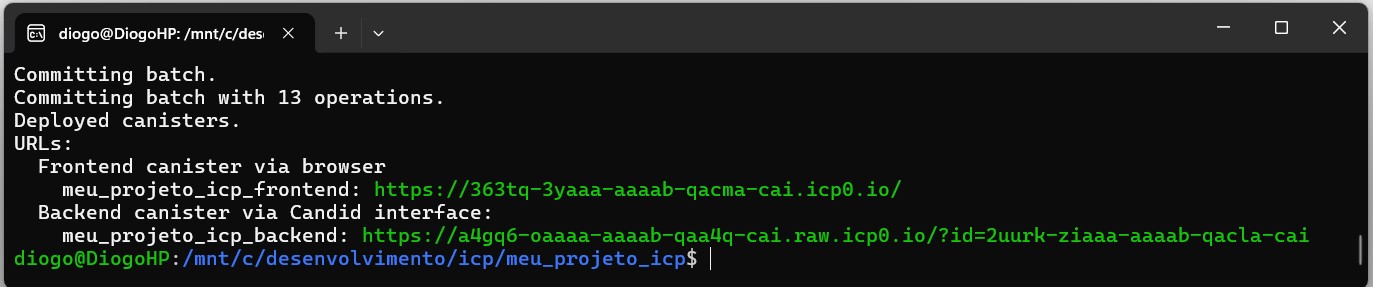 diogo@DiogoHP: /mnt/c/des
Committing batch.
Committing batch with 13 operations.
Deployed canisters.
URLs:
Frontend canister via browser
meu_projeto_icp_frontend: https://363tq-3yaaa-aaaab-qacma-cai.icp0.io/
Backend canister via Candid interface:
meu_projeto_icp_backend: https://a4gq6-oaaaa-aaaab-qaa4q-cai.raw.icp0.io/?id=2uurk-ziaaa-aaaab-qacla-cai
diogo@DiogoHP:/mnt/c/desenvolvimento/icp/meu_projeto_icp$